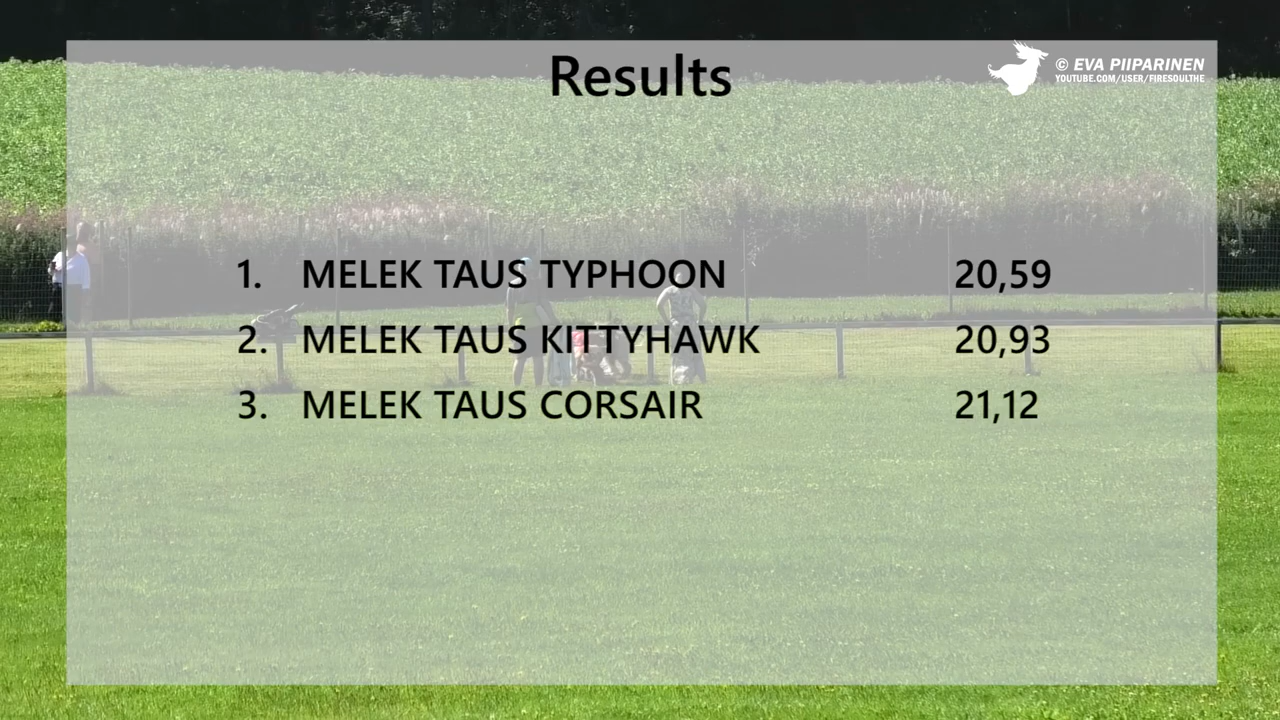 Results
© EVA PIIPARINEN
YOUTUBE.COM/USER/FIRESOULTHE
1. MELEK TAUS TYPHOON 20,59
2. MELEK TAUS KITTYHAWK 20,93
3. MELEK TAUS CORSAIR 21,12